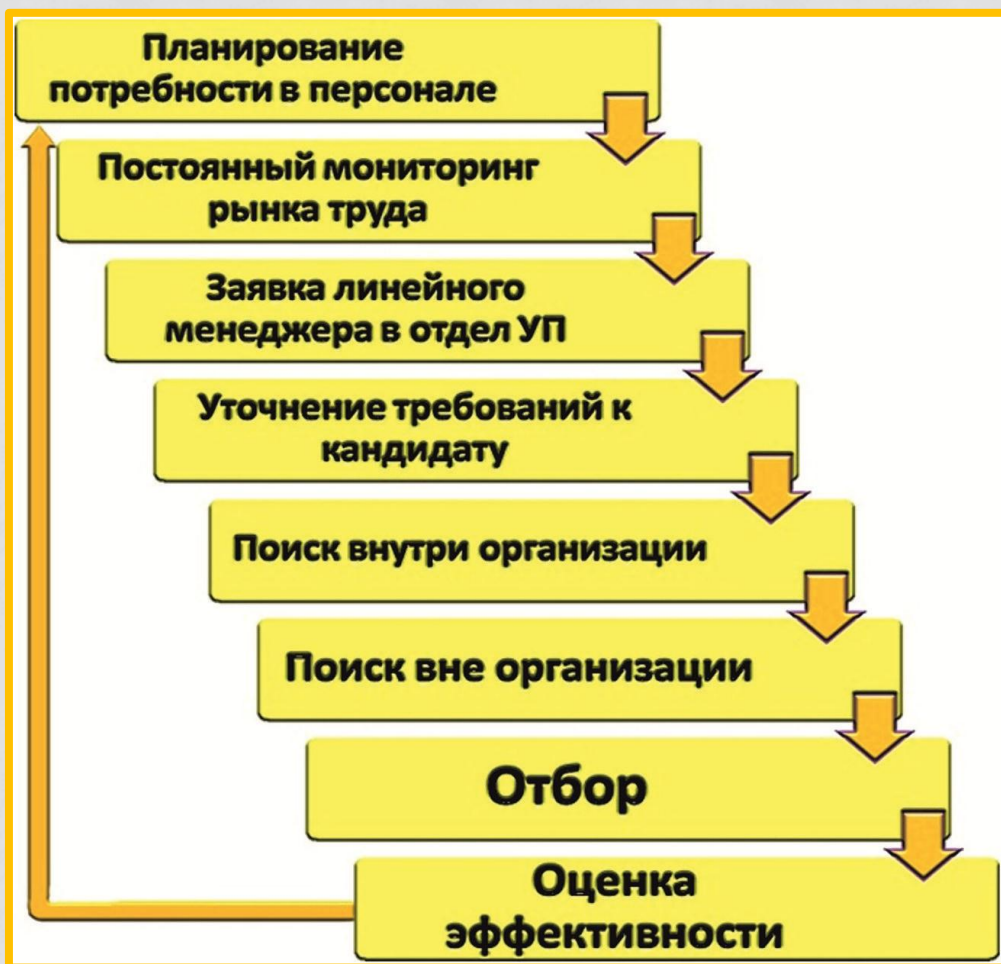 Планирование
потребности в персонале
Постоянный мониторинг
рынка труда
Заявка линейного
менеджера в отдел УП
Уточнение требований к
кандидату
Поиск внутри организации
Поиск вне организации
Отбор
Оценка
эффективности